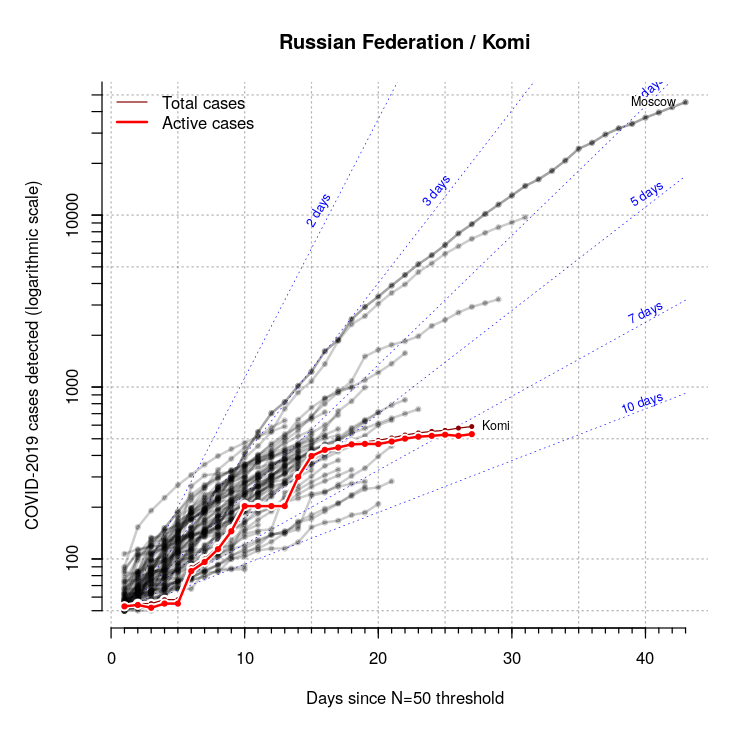 Russian Federation / Komi
Total cases
Active cases
Moscow
days
2 days
3 days
5 days
7 days
10 days
Komi
COVID-2019 cases detected (logarithmic scale)
10000
1000
100
0
10
20
30
40
Days since N=50 threshold